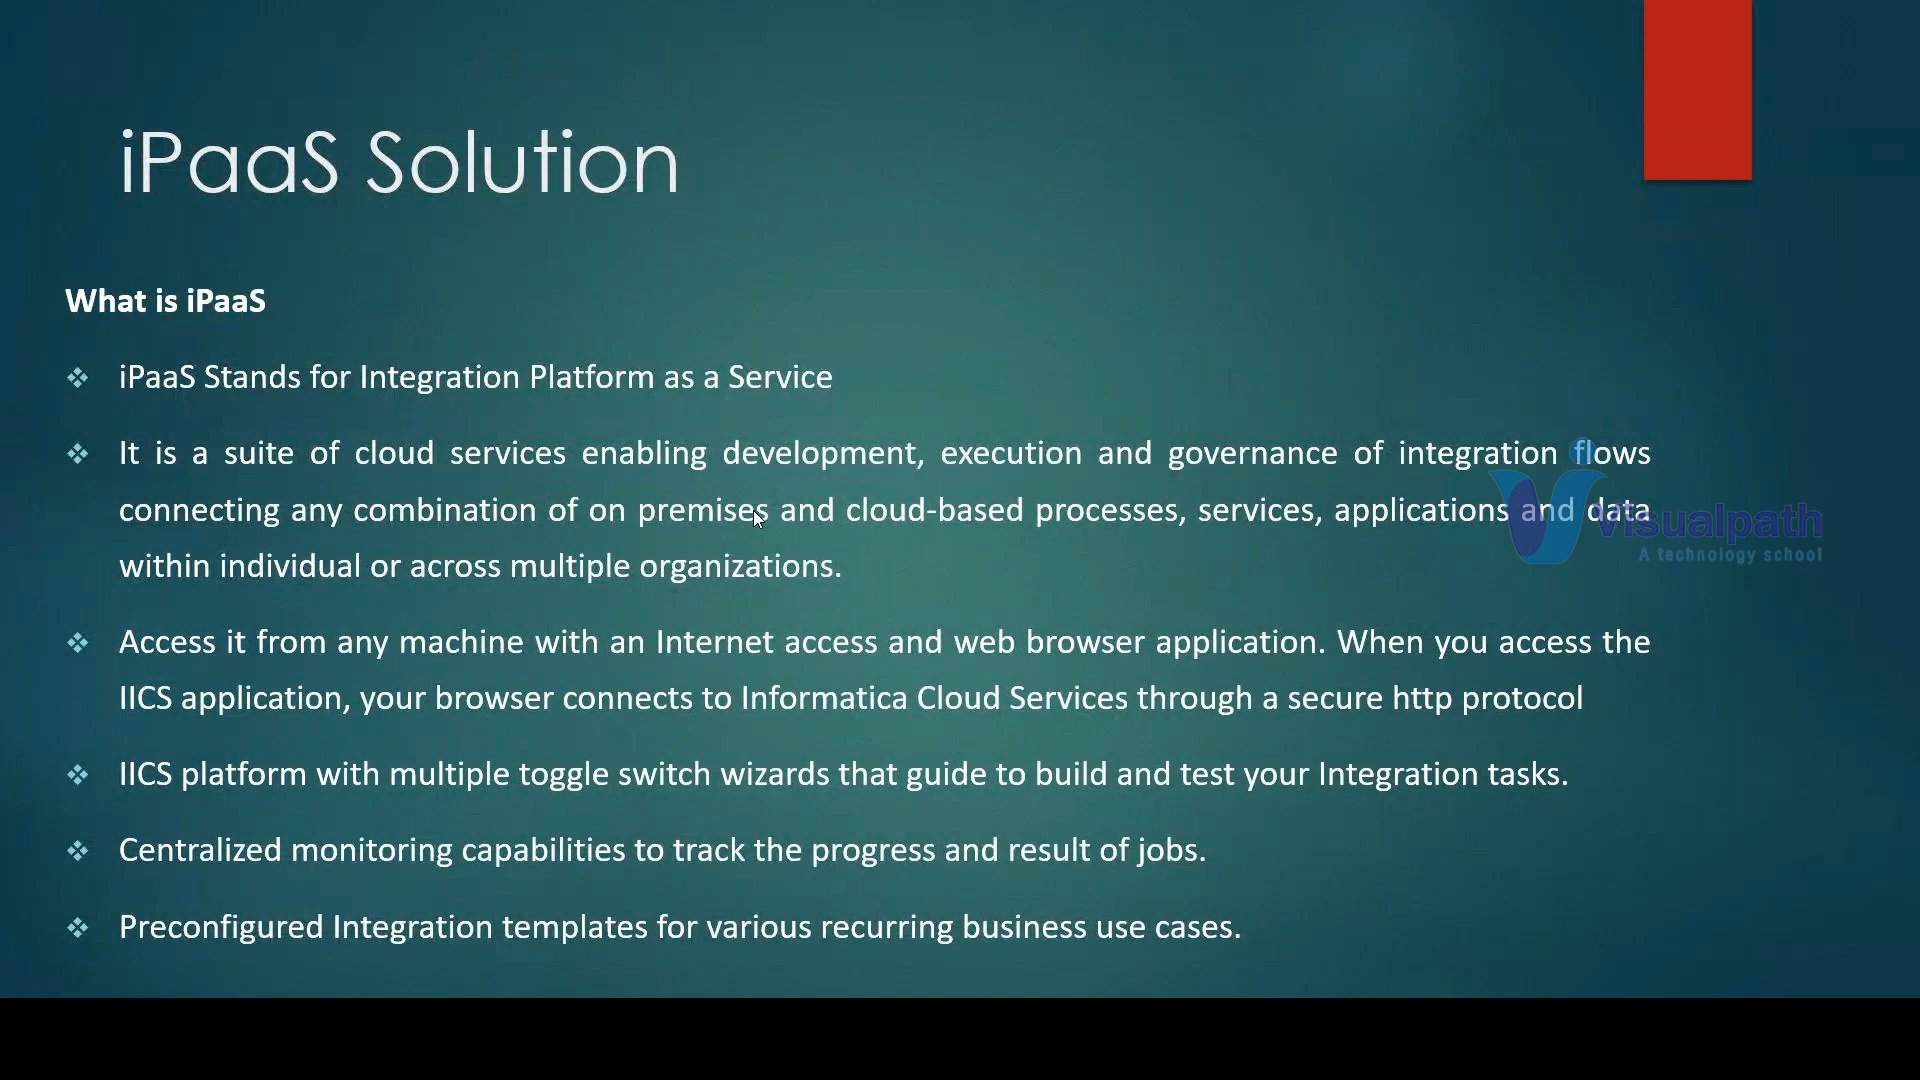 iPaaS Solution
What is iPaaS
iPaaS Stands for Integration Platform as a Service
It is a suite of cloud services enabling development, execution and governance of integration flows
connecting any combination of on premises and cloud-based processes, services, applications and data
within individual or across multiple organizations.
Visualpath
A technology school
Access it from any machine with an Internet access and web browser application. When you access the
IICS application, your browser connects to Informatica Cloud Services through a secure http protocol
IICS platform with multiple toggle switch wizards that guide to build and test your Integration tasks.
Centralized monitoring capabilities to track the progress and result of jobs.
Preconfigured Integration templates for various recurring business use cases.